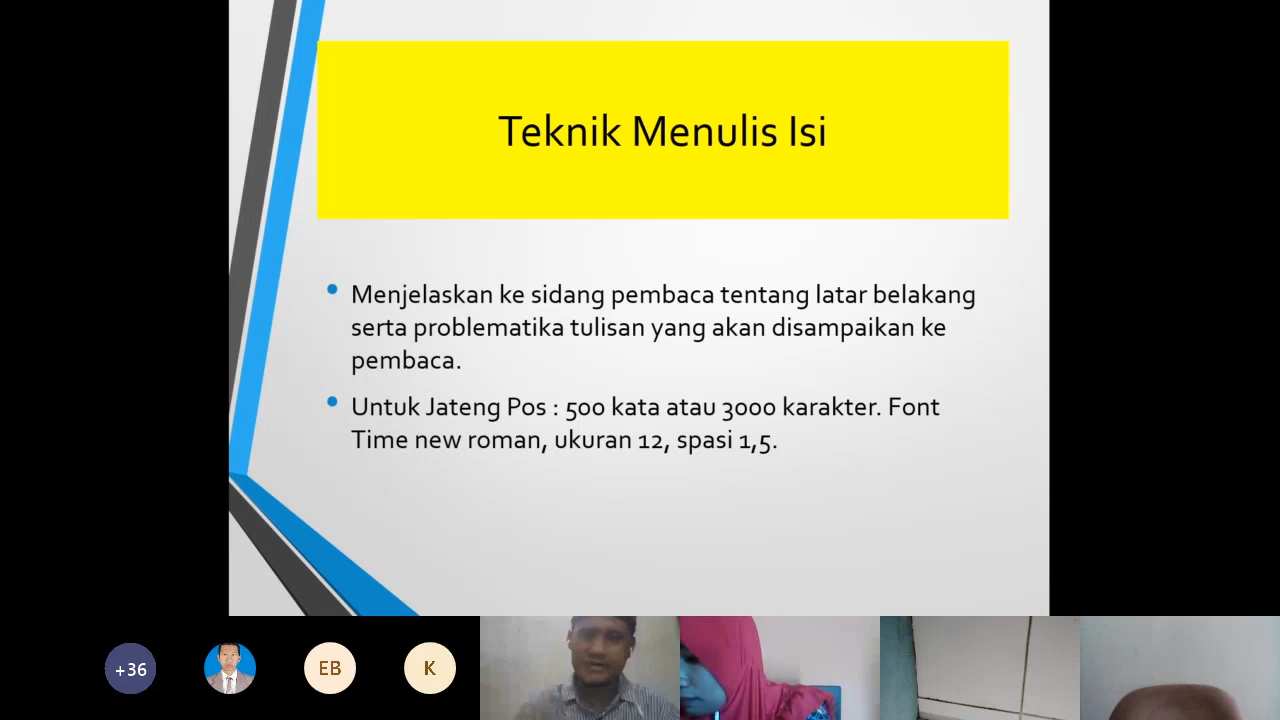 Teknik Menulis Isi
Menjelaskan ke sidang pembaca tentang latar belakang
serta problematika tulisan yang akan disampaikan ke
pembaca.
Untuk Jateng Pos : 500 kata atau 3000 karakter. Font
Time new roman, ukuran 12, spasi 1,5.
+36
EB
K